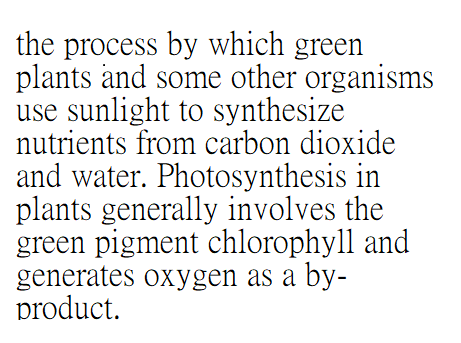 the process by which green
plants and some other organisms
use sunlight to synthesize
nutrients from carbon dioxide
and water. Photosynthesis in
plants generally involves the
green pigment chlorophyll and
generates oxygen as a by-
product.